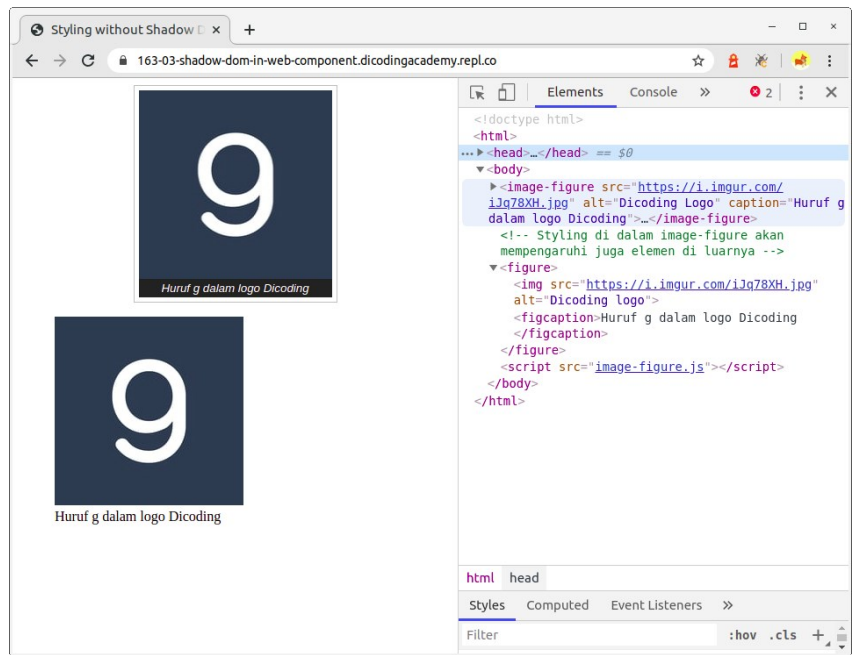 Styling without Shadow D
163-03-shadow-dom-in-web-component.dicodingacademy.repl.co
g
Huruf g dalam logo Dicoding
g
Huruf g dalam logo Dicoding
Elements Console » 2
<!doctype html>
<html>
••• ▶<head>…</head> == $0
▼<body>
▶<image-figure src="https://i.imgur.com/
iJq78XH.jpg" alt="Dicoding Logo" caption="Huruf g
dalam logo Dicoding">…</image-figure>
<!-- Styling di dalam image-figure akan
mempengaruhi juga elemen di luarnya -->
▼<figure>
<img src="https://i.imgur.com/iJq78XH.jpg"
alt="Dicoding logo">
<figcaption>Huruf g dalam logo Dicoding
</figcaption>
</figure>
<script src="image-figure.js"></script>
</body>
</html>
html head
Styles Computed Event Listeners »
Filter :hov .cls +